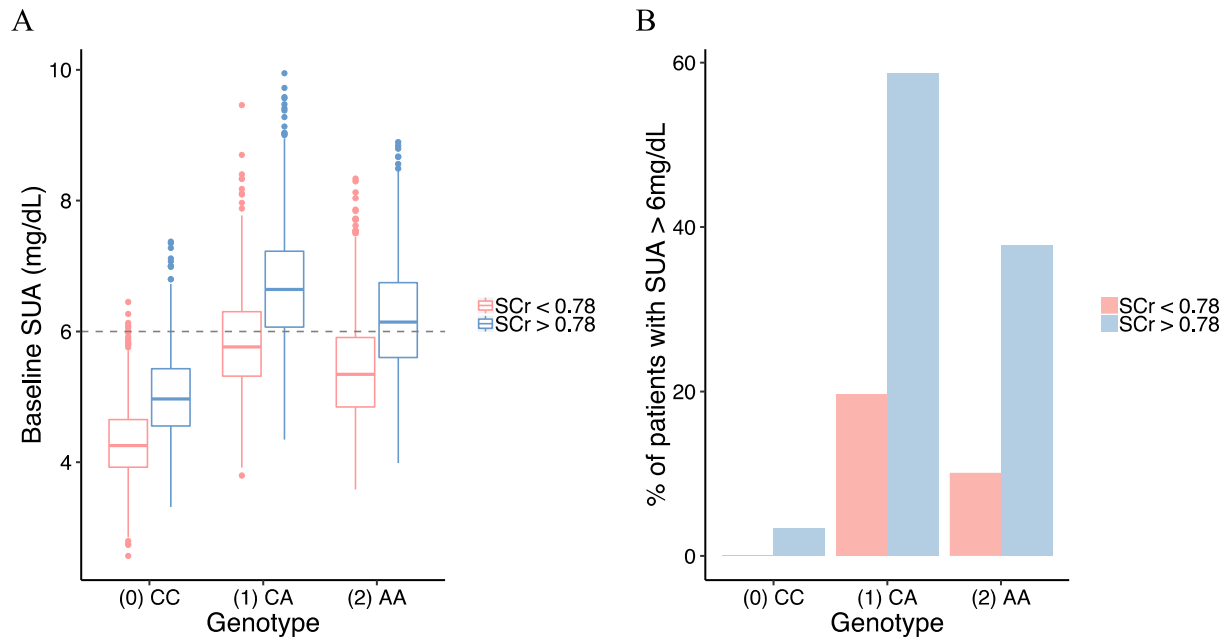 A
Baseline SUA (mg/dL)
10
8
6
4
(0) CC
(1) CA
(2) AA
Genotype
SCr < 0.78
SCr > 0.78
B
% of patients with SUA > 6mg/dL
60
40
20
0
(0) CC
(1) CA
(2) AA
Genotype
SCr < 0.78
SCr > 0.78